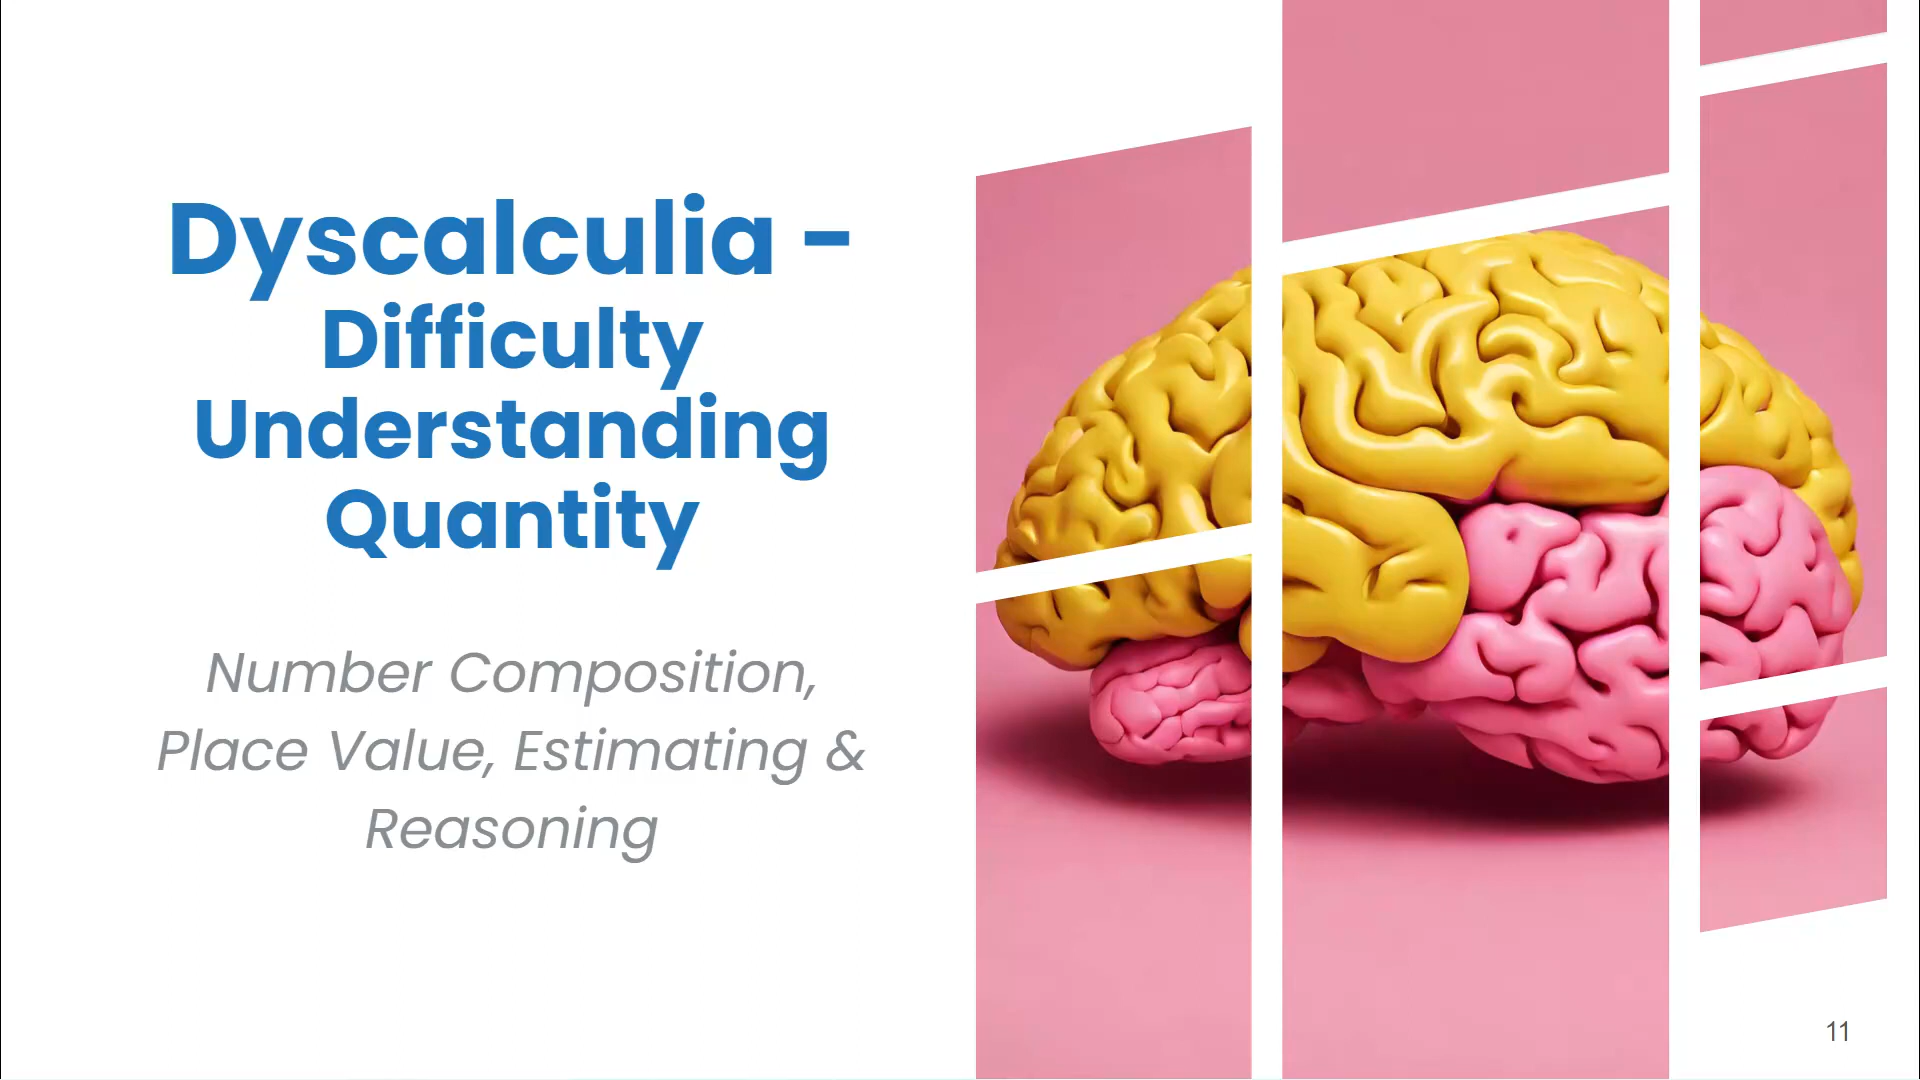 Dyscalculia -
Difficulty
Understanding
Quantity
Number Composition,
Place Value, Estimating &
Reasoning
11